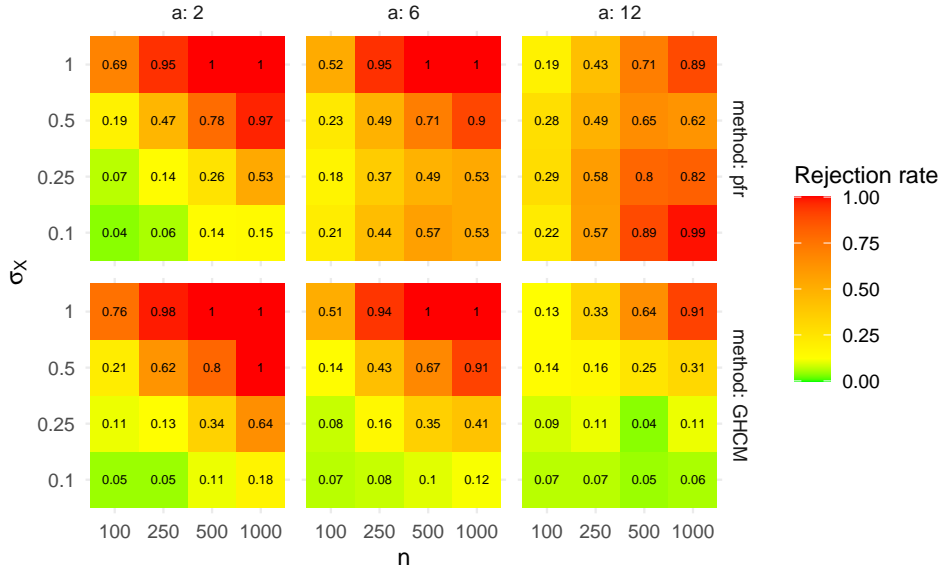 a: 2 a: 6 a: 12
1 0.69 0.95 1 1 0.52 0.95 1 1 0.19 0.43 0.71 0.89
0.5 0.19 0.47 0.78 0.97 0.23 0.49 0.71 0.9 0.28 0.49 0.65 0.62
0.25 0.07 0.14 0.26 0.53 0.18 0.37 0.49 0.53 0.29 0.58 0.8 0.82
0.1 0.04 0.06 0.14 0.15 0.21 0.44 0.57 0.53 0.22 0.57 0.89 0.99
method: pfr
σX
1 0.76 0.98 1 1 0.51 0.94 1 1 0.13 0.33 0.64 0.91
0.5 0.21 0.62 0.8 1 0.14 0.43 0.67 0.91 0.14 0.16 0.25 0.31
0.25 0.11 0.13 0.34 0.64 0.08 0.16 0.35 0.41 0.09 0.11 0.04 0.11
0.1 0.05 0.05 0.11 0.18 0.07 0.08 0.1 0.12 0.07 0.07 0.05 0.06
method: GHCM
100 250 500 1000 100 250 500 1000 100 250 500 1000
n
Rejection rate
1.00
0.75
0.50
0.25
0.00